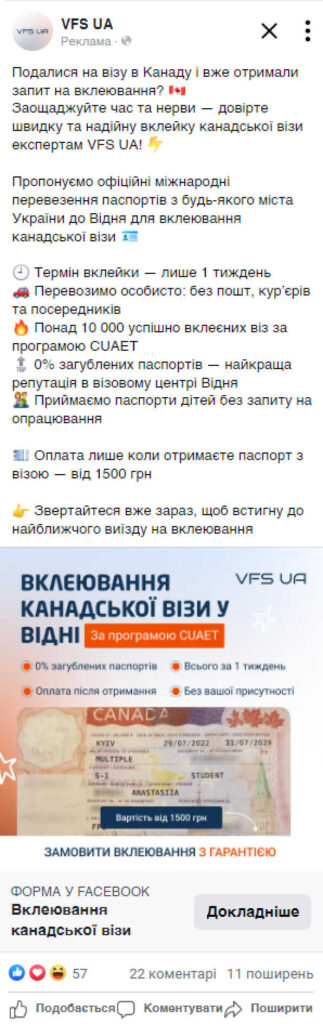 VFS UA
VFS UA
Реклама ·
Подалися на візу в Канаду і вже отримали
запит на вклеювання? 🇨🇦
Заощаджуйте час та нерви — довірте
швидку та надійну вклейку канадської візи
експертам VFS UA! ⚡
Пропонуємо офіційні міжнародні
перевезення паспортів з будь-якого міста
України до Відня для вклеювання
канадської візи 🪪
🕘 Термін вклейки — лише 1 тиждень
🚗 Перевозимо особисто: без пошт, кур'єрів
та посередників
🔥 Понад 10 000 успішно вклеєних віз за
програмою CUAET
🔝 0% загублених паспортів — найкраща
репутація в візовому центрі Відня
👨‍👩‍👧‍👦 Приймаємо паспорти дітей без запиту на
опрацювання
💶 Оплата лише коли отримаєте паспорт з
візою — від 1500 грн
👉 Звертайтеся вже зараз, щоб встигну до
найближчого виїзду на вклеювання
VFS UA
ВКЛЕЮВАННЯ
КАНАДСЬКОЇ ВІЗИ У
ВІДНІ За програмою CUAET
0% загублених паспортів Всього за 1 тиждень
Оплата після отримання Без вашої присутності
CANADA
KYIV 29/07/2022 31/07/2029
MULTIPLE
S-1 STUDENT
ANASTASIIA
Вартість від 1500 грн
ЗАМОВИТИ ВКЛЕЮВАННЯ З ГАРАНТІЄЮ
ФОРМА У FACEBOOK
Вклеювання
канадської візи
Докладніше
57 22 коментарі 11 поширень
Подобається Коментувати Поширити